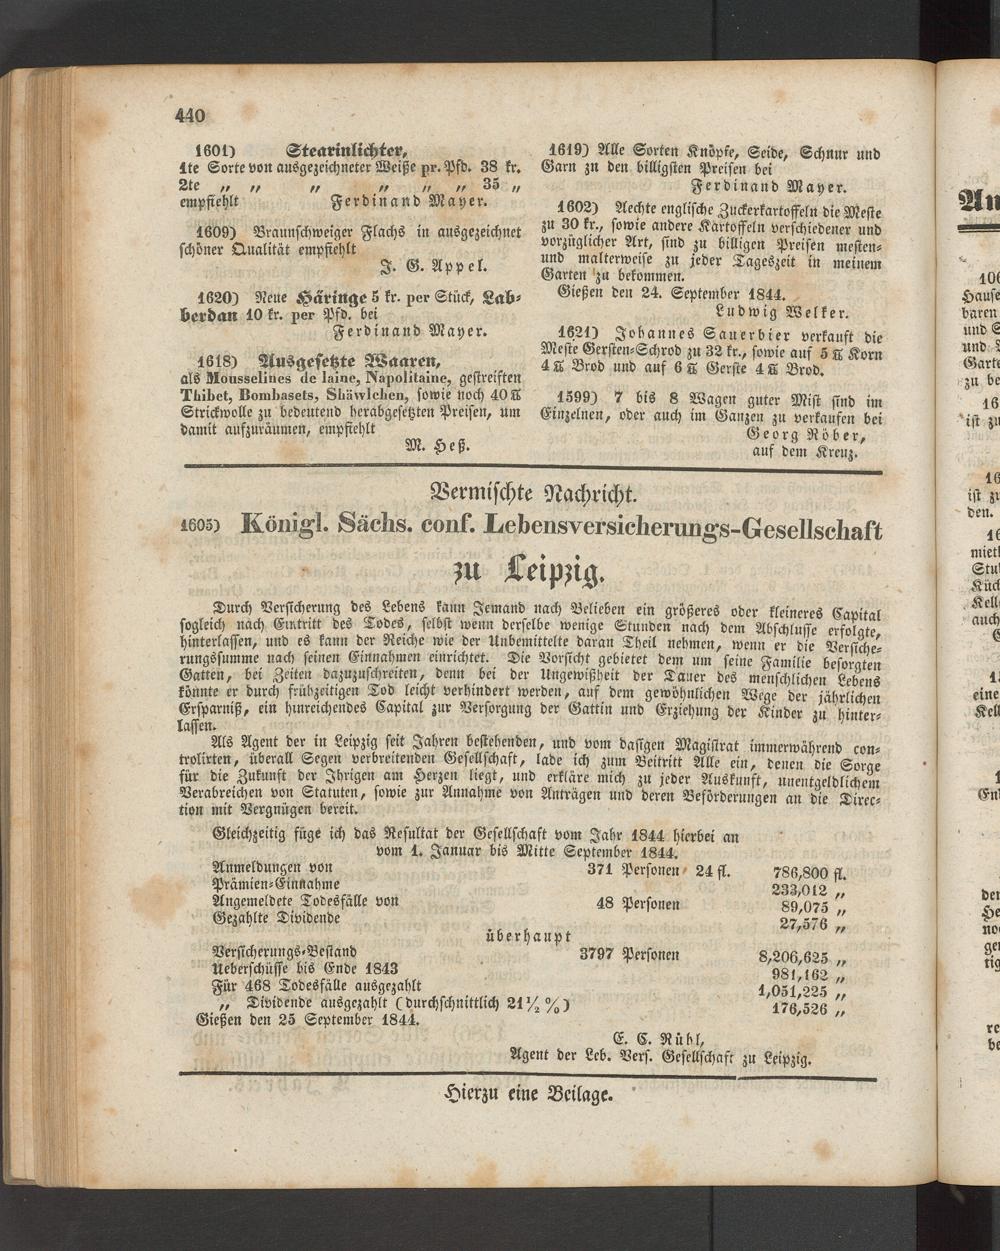 440
1601) Stearinlichter,
1te Sorte von ausgezeichneter Weiße pr. Pfd. 38 kr.
2te „ „ „ „ „ „ 35 „
empfiehlt Ferdinand Mayer.
1609) Braunschweiger Flachs in ausgezeichnet
schöner Qualität empfiehlt
J. G. Appel.
1620) Neue Häringe 5 kr. per Stück, Lab-
berdan 10 kr. per Pfd. bei
Ferdinand Mayer.
1618) Ausgesetzte Waaren,
als Mousselines de laine, Napolitaine, gestreiften
Thibet, Bombasets, Shäwlchen, sowie noch 40 ℔
Strickwolle zu bedeutend herabgesetzten Preisen, um
damit aufzuräumen, empfiehlt
M. Heß.
1619) Alle Sorten Knöpfe, Seide, Schnur und
Garn zu den billigsten Preisen bei
Ferdinand Mayer.
1602) Aechte englische Zuckerkartoffeln die Meste
zu 30 kr., sowie andere Kartoffeln verschiedener und
vorzüglicher Art, sind zu billigen Preisen mesten-
und malterweise zu jeder Tageszeit in meinem
Garten zu bekommen.
Gießen den 24. September 1844.
Ludwig Welker.
1621) Johannes Sauerbier verkauft die
Meste Gersten-Schrod zu 32 kr., sowie auf 5 ℔ Korn
4 ℔ Brod und auf 6 ℔ Gerste 4 ℔ Brod.
1599) 7 bis 8 Wagen guter Mist sind im
Einzelnen, oder auch im Ganzen zu verkaufen bei
Georg Röber,
auf dem Kreuz.
Vermischte Nachricht.
1605) Königl. Sächs. conf. Lebensversicherungs-Gesellschaft
zu Leipzig.
Durch Versicherung des Lebens kann Jemand nach Belieben ein größeres oder kleineres Capital
sogleich nach Eintritt des Todes, selbst wenn derselbe wenige Stunden nach dem Abschlusse erfolgte,
hinterlassen, und es kann der Reiche wie der Unbemittelte daran Theil nehmen, wenn er die Versiche-
rungssumme nach seinen Einnahmen einrichtet. Die Vorsicht gebietet dem um seine Familie besorgten
Gatten, bei Zeiten dazuzuschreiten, denn bei der Ungewißheit der Dauer des menschlichen Lebens
könnte er durch frühzeitigen Tod leicht verhindert werden, auf dem gewöhnlichen Wege der jährlichen
Ersparniß, ein hinreichendes Capital zur Versorgung der Gattin und Erziehung der Kinder zu hinter-
lassen.
Als Agent der in Leipzig seit Jahren bestehenden, und vom dasigen Magistrat immerwährend con-
trolirten, überall Segen verbreitenden Gesellschaft, lade ich zum Beitritt Alle ein, denen die Sorge
für die Zukunft der Ihrigen am Herzen liegt, und erkläre mich zu jeder Auskunft, unentgeldlichem
Verabreichen von Statuten, sowie zur Annahme von Anträgen und deren Beförderungen an die Direc-
tion mit Vergnügen bereit.
Gleichzeitig füge ich das Resultat der Gesellschaft vom Jahr 1844 hierbei an
vom 1. Januar bis Mitte September 1844.
Anmeldungen von 371 Personen 24 fl. 786,800 fl.
Prämien-Einnahme 233,012 „
Angemeldete Todesfälle von 48 Personen 89,075 „
Gezahlte Dividende 27,576 „
überhaupt
Versicherungs-Bestand 3797 Personen 8,206,625 „
Ueberschüsse bis Ende 1843 981,162 „
Für 468 Todesfälle ausgezahlt 1,051,225 „
„ Dividende ausgezahlt (durchschnittlich 21½ %) 176,526 „
Gießen den 25 September 1844.
E. C. Rühl,
Agent der Leb. Vers. Gesellschaft zu Leipzig.
Hierzu eine Beilage.